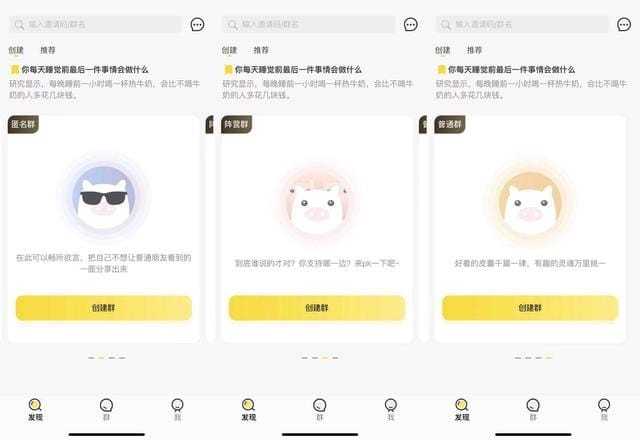 输入邀请码/群名
创建 推荐
你每天睡觉前最后一件事情会做什么
研究显示，每晚睡前一小时喝一杯热牛奶，会比不喝牛
奶的人多花几块钱。
匿名群
在此可以畅所欲言，把自己不想让普通朋友看到的
一面分享出来
创建群
发现 群 我
输入邀请码/群名
创建 推荐
你每天睡觉前最后一件事情会做什么
研究显示，每晚睡前一小时喝一杯热牛奶，会比不喝牛
奶的人多花几块钱。
阵营群
到底谁说的才对？你支持哪一边？来pk一下吧~
创建群
发现 群 我
输入邀请码/群名
创建 推荐
你每天睡觉前最后一件事情会做什么
研究显示，每晚睡前一小时喝一杯热牛奶，会比不喝牛
奶的人多花几块钱。
普通群
好看的皮囊千篇一律，有趣的灵魂万里挑一
创建群
发现 群 我